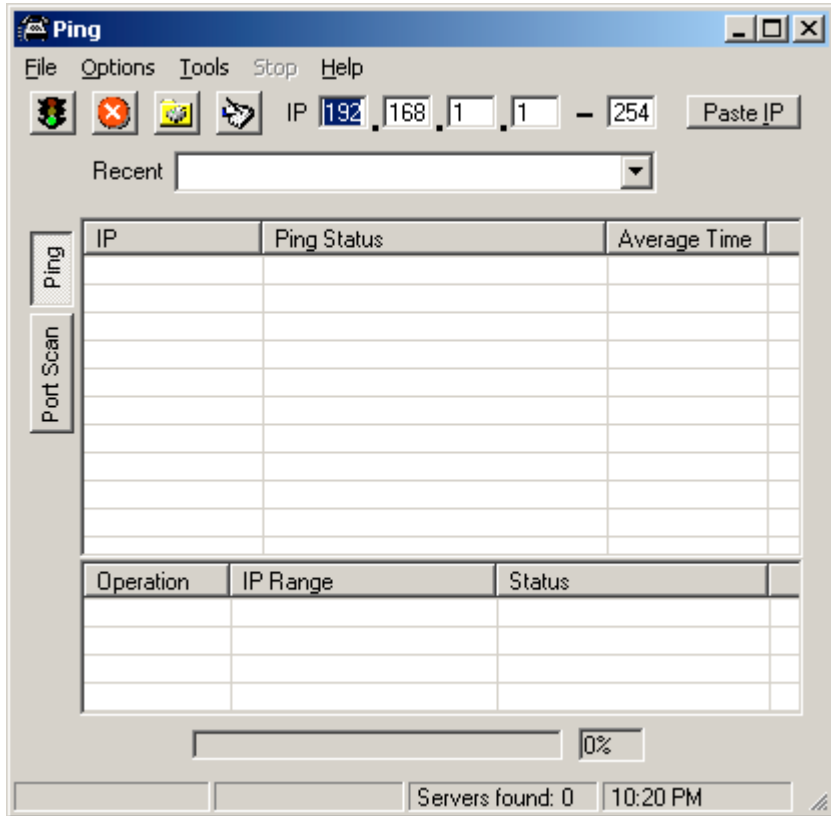 Ping
File Options Tools Stop Help
IP 192 . 168 . 1 . 1 - 254 Paste IP
Recent
Ping
Port Scan
IP Ping Status Average Time
Operation IP Range Status
0%
Servers found: 0 10:20 PM